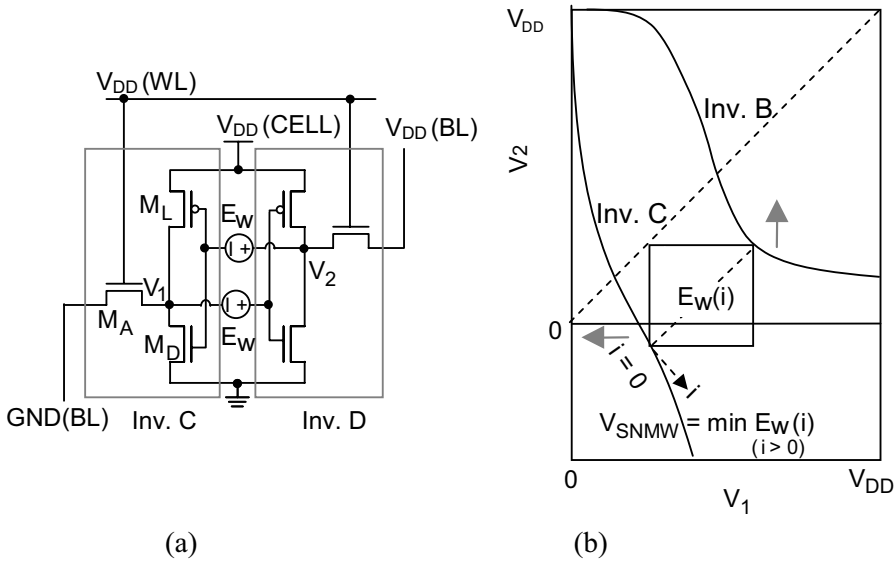 V_DD(WL)
V_DD(CELL)
V_DD(BL)
M_L
E_W
V_1
V_2
M_A
M_D
E_W
GND(BL)
Inv. C
Inv. D
(a)
V_DD
Inv. B
V_2
Inv. C
E_W(i)
0
i = 0
i
V_SNMW = min E_W(i)
(i > 0)
0
V_DD
V_1
(b)